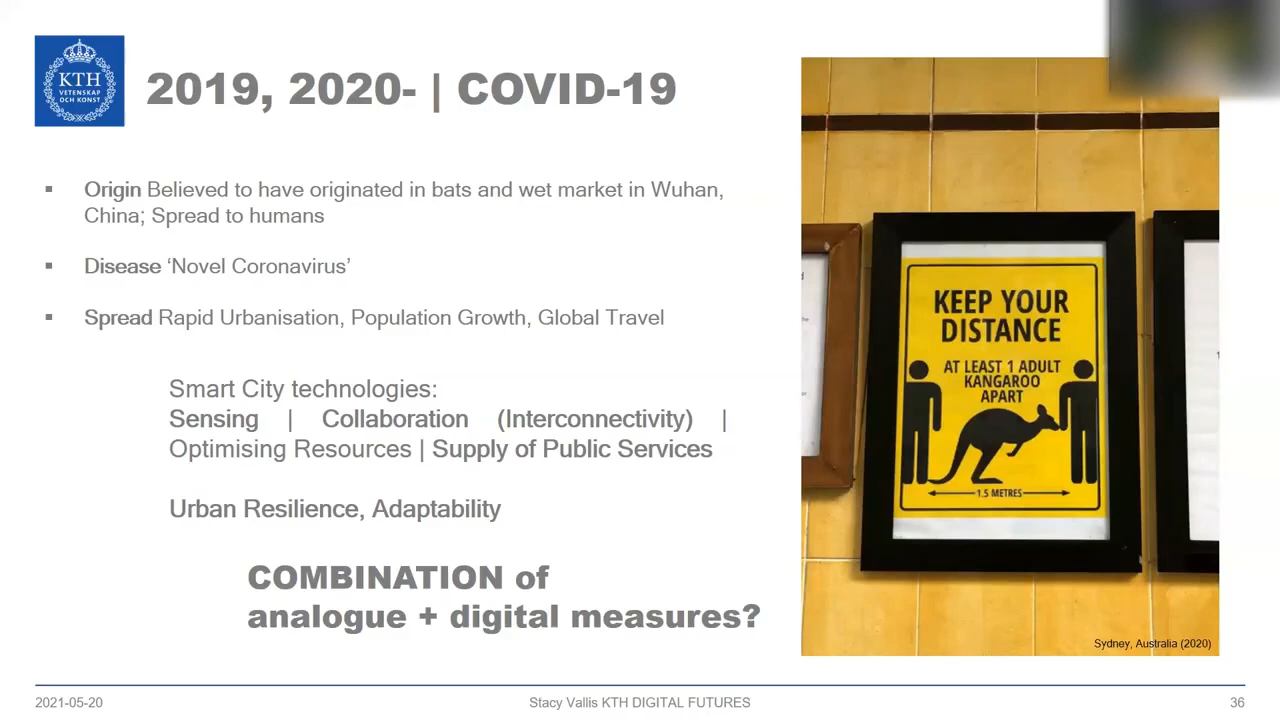 KTH
VETENSKAP
OCH KONST
2019, 2020- | COVID-19
▪ Origin Believed to have originated in bats and wet market in Wuhan,
China; Spread to humans
▪ Disease ‘Novel Coronavirus’
▪ Spread Rapid Urbanisation, Population Growth, Global Travel
Smart City technologies:
Sensing | Collaboration (Interconnectivity) |
Optimising Resources | Supply of Public Services
Urban Resilience, Adaptability
COMBINATION of
analogue + digital measures?
KEEP YOUR
DISTANCE
AT LEAST 1 ADULT
KANGAROO
APART
1.5 METRES
Sydney, Australia (2020)
2021-05-20
Stacy Vallis KTH DIGITAL FUTURES
36